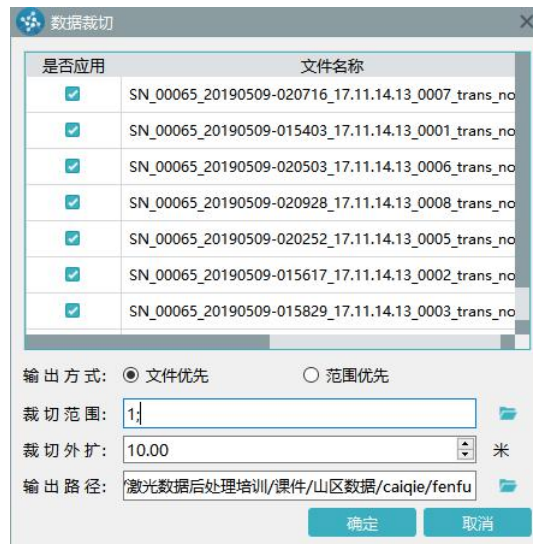 数据裁切
是否应用 文件名称
SN_00065_20190509-020716_17.11.14.13_0007_trans_no
SN_00065_20190509-015403_17.11.14.13_0001_trans_no
SN_00065_20190509-020503_17.11.14.13_0006_trans_no
SN_00065_20190509-020928_17.11.14.13_0008_trans_no
SN_00065_20190509-020252_17.11.14.13_0005_trans_no
SN_00065_20190509-015617_17.11.14.13_0002_trans_no
SN_00065_20190509-015829_17.11.14.13_0003_trans_no
输出方式: 文件优先 范围优先
裁切范围: 1;
裁切外扩: 10.00 米
输出路径: 激光数据后处理培训/课件/山区数据/caiqie/fenfu
确定 取消